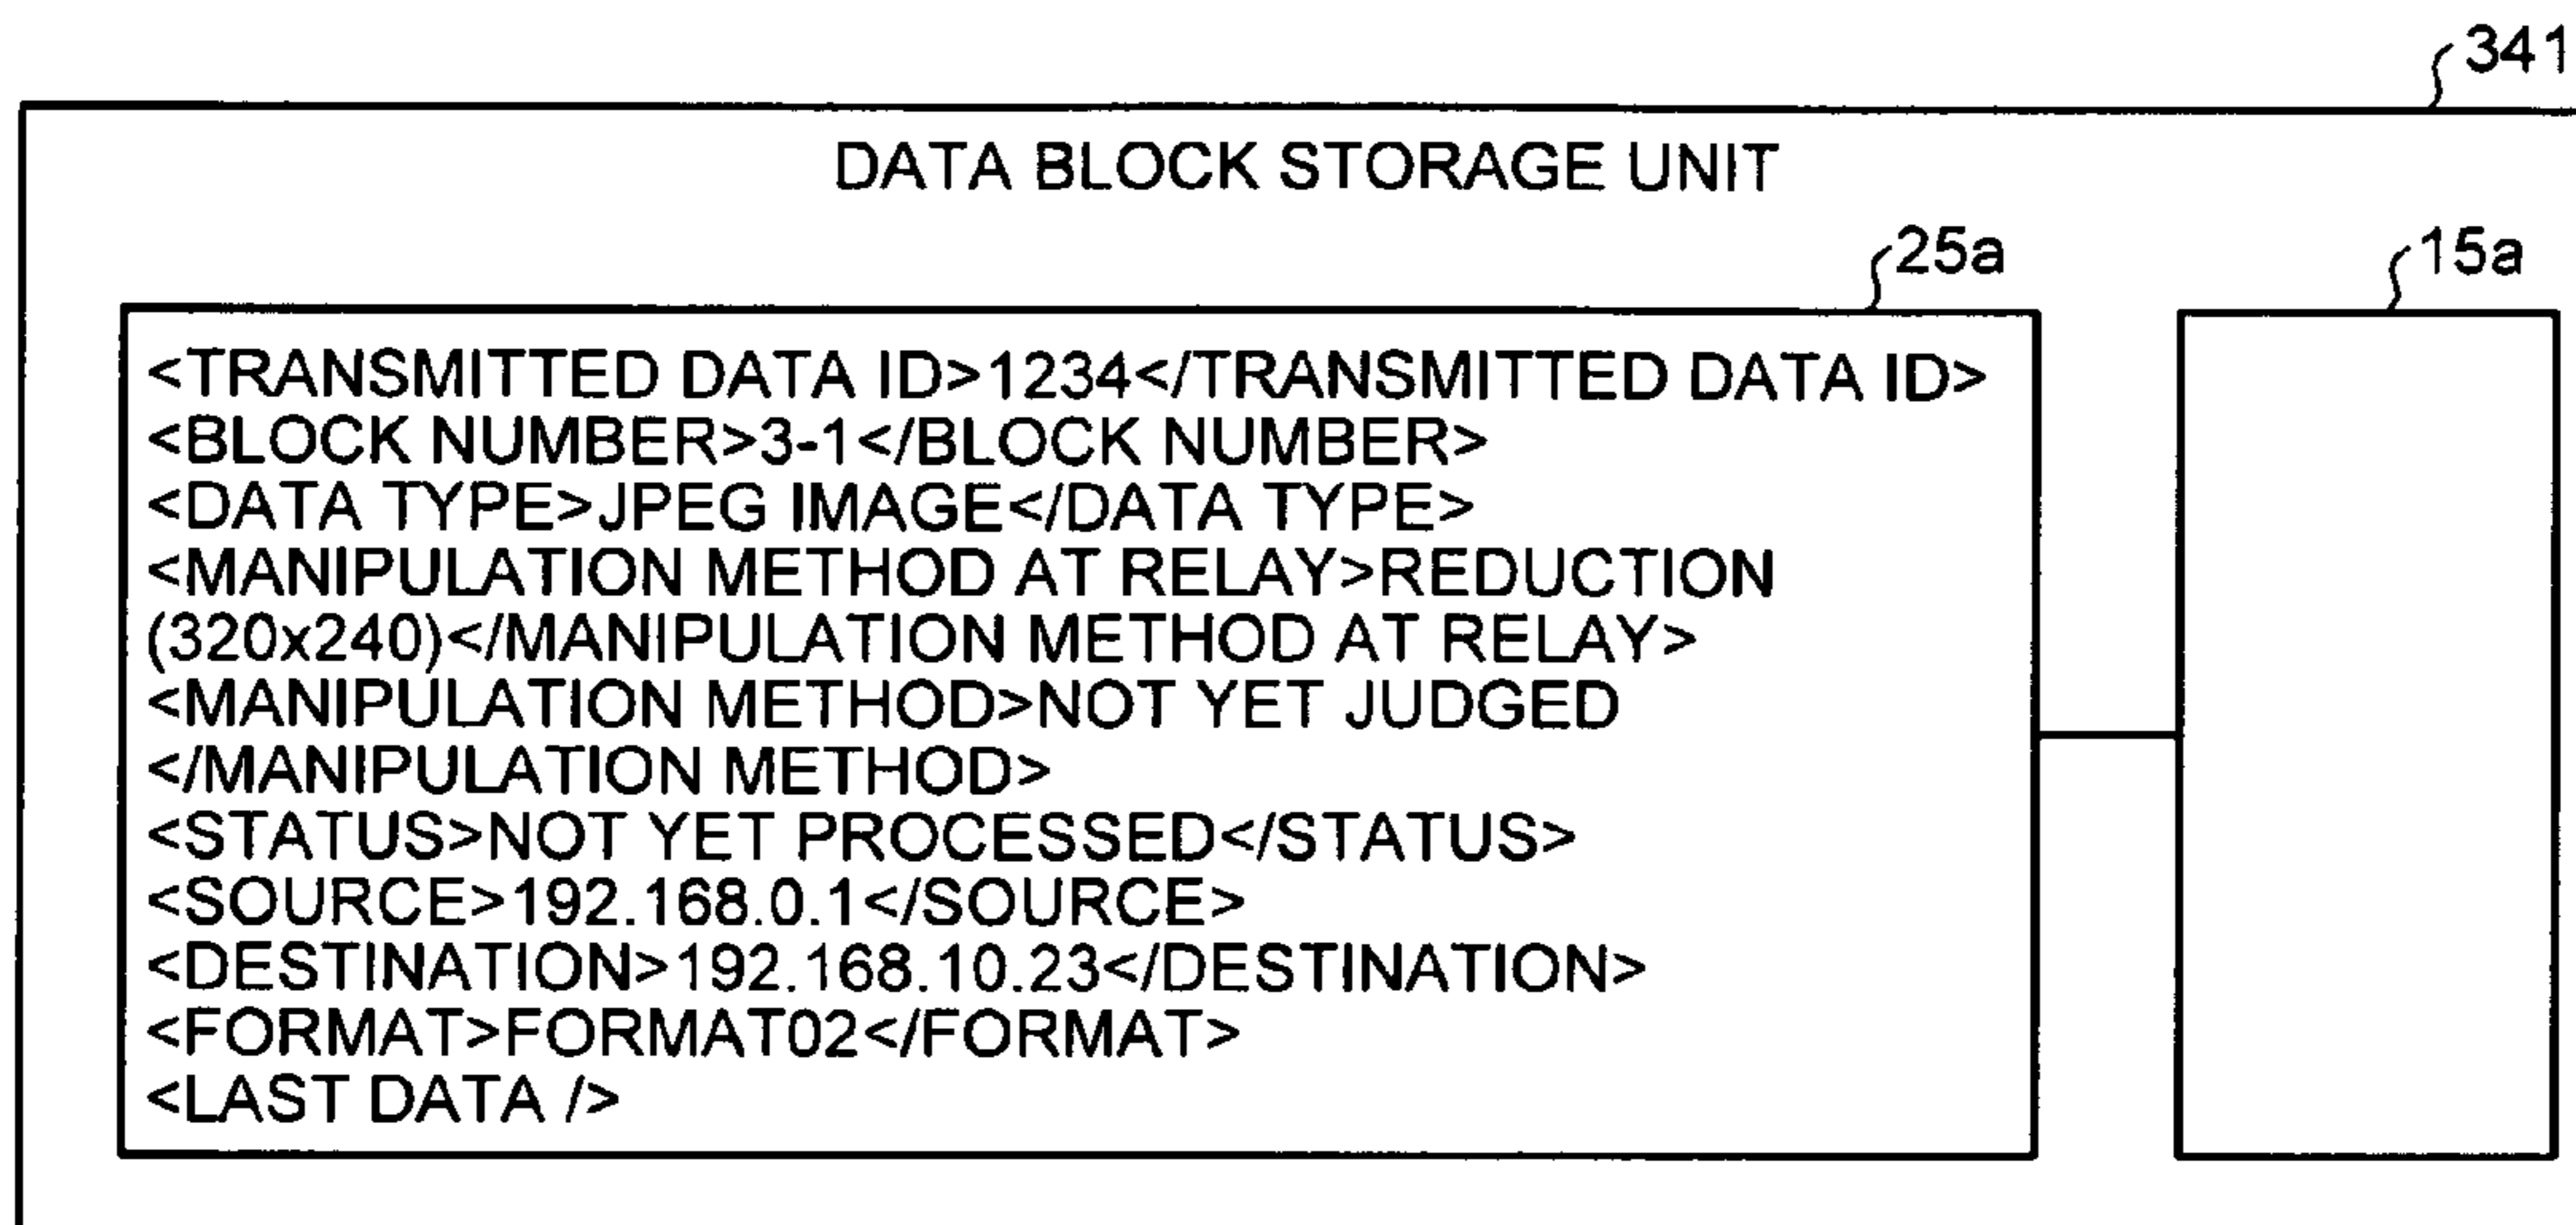 341
DATA BLOCK STORAGE UNIT
25a
15a
<TRANSMITTED DATA ID>1234</TRANSMITTED DATA ID>
<BLOCK NUMBER>3-1</BLOCK NUMBER>
<DATA TYPE>JPEG IMAGE</DATA TYPE>
<MANIPULATION METHOD AT RELAY>REDUCTION
(320x240)</MANIPULATION METHOD AT RELAY>
<MANIPULATION METHOD>NOT YET JUDGED
</MANIPULATION METHOD>
<STATUS>NOT YET PROCESSED</STATUS>
<SOURCE>192.168.0.1</SOURCE>
<DESTINATION>192.168.10.23</DESTINATION>
<FORMAT>FORMAT02</FORMAT>
<LAST DATA />